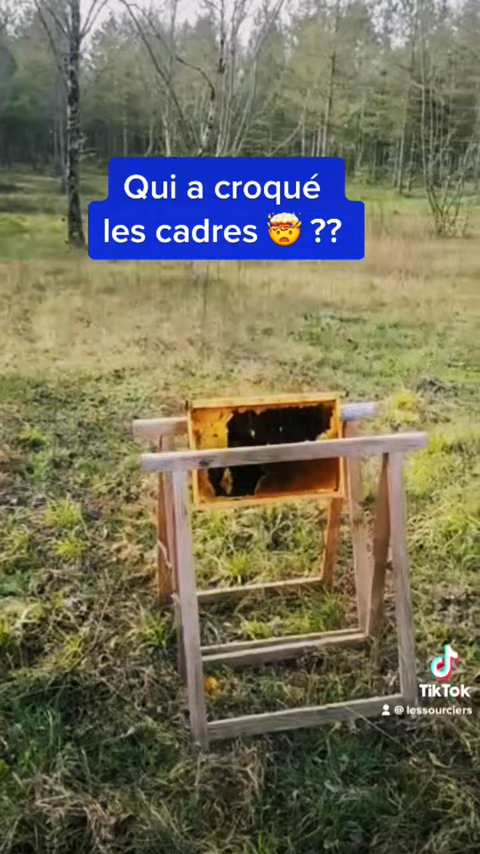 Qui a croqué
les cadres 🤯 ??
TikTok
@lessourciers